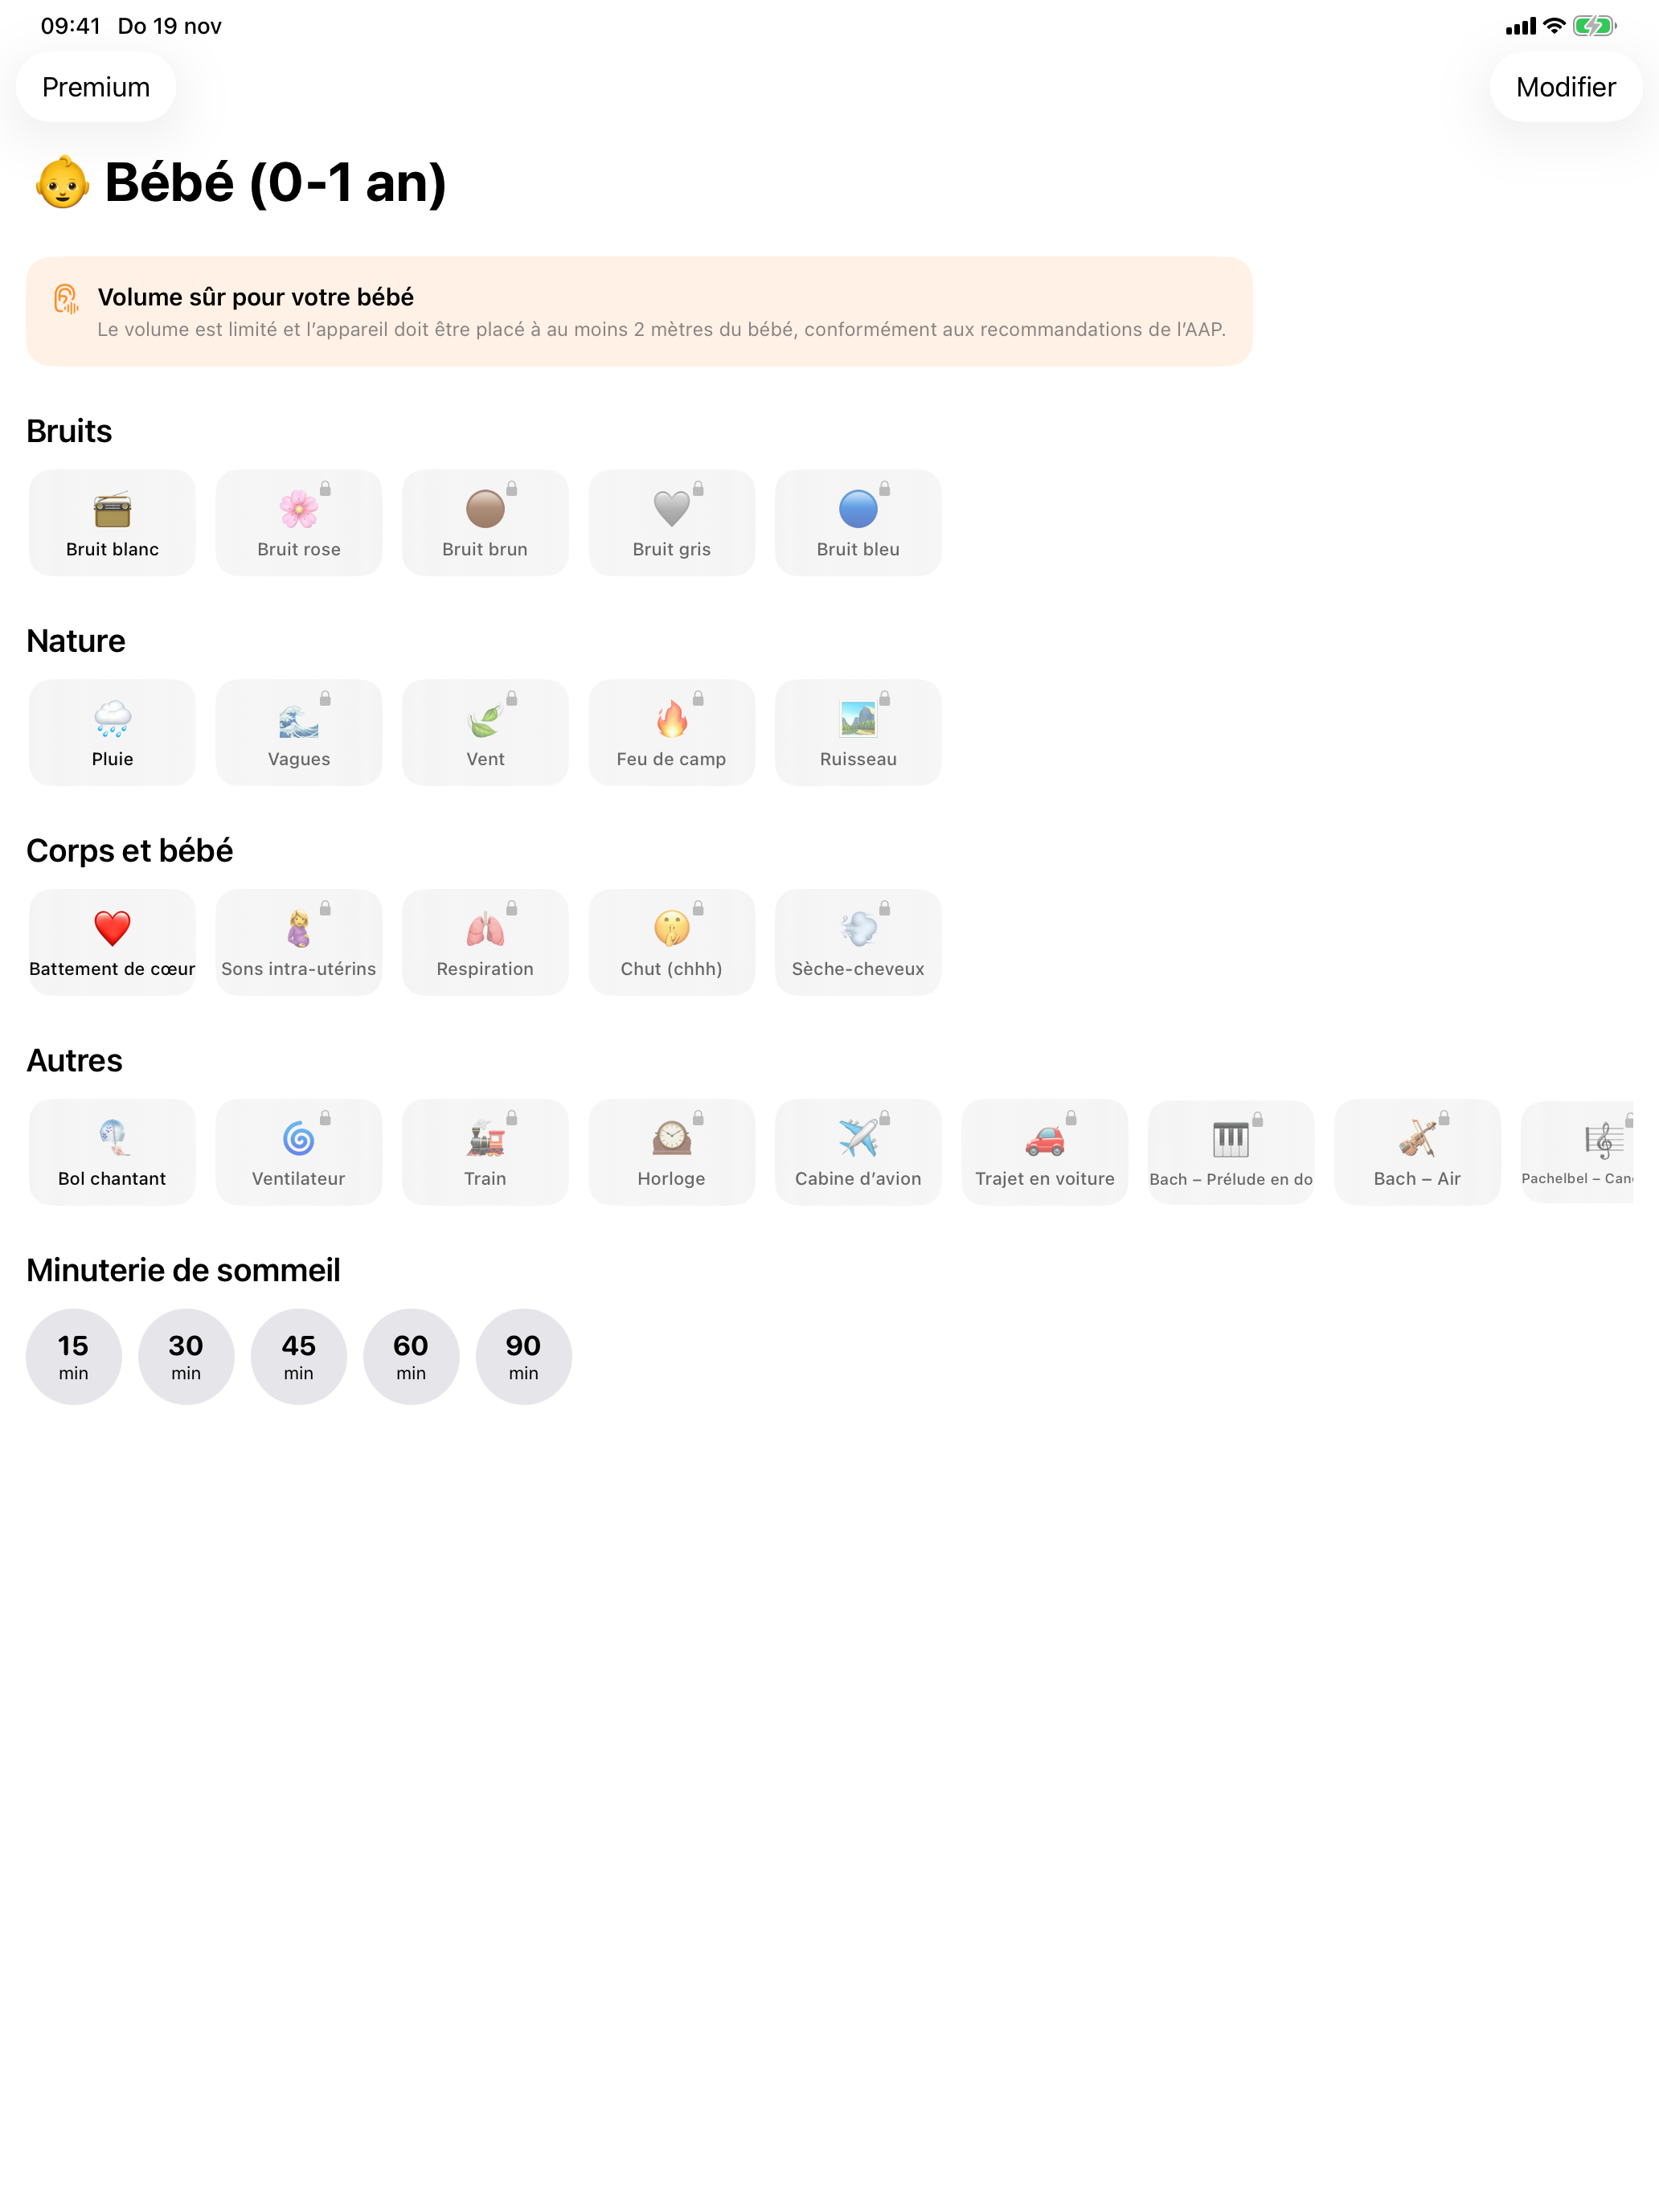 09:41 Do 19 nov
Premium
Modifier
Bébé (0-1 an)
Volume sûr pour votre bébé
Le volume est limité et l’appareil doit être placé à au moins 2 mètres du bébé, conformément aux recommandations de l’AAP.
Bruits
Bruit blanc
Bruit rose
Bruit brun
Bruit gris
Bruit bleu
Nature
Pluie
Vagues
Vent
Feu de camp
Ruisseau
Corps et bébé
Battement de cœur
Sons intra-utérins
Respiration
Chut (chhh)
Sèche-cheveux
Autres
Bol chantant
Ventilateur
Train
Horloge
Cabine d’avion
Trajet en voiture
Bach – Prélude en do
Bach – Air
Pachelbel –
Minuterie de sommeil
15 min
30 min
45 min
60 min
90 min